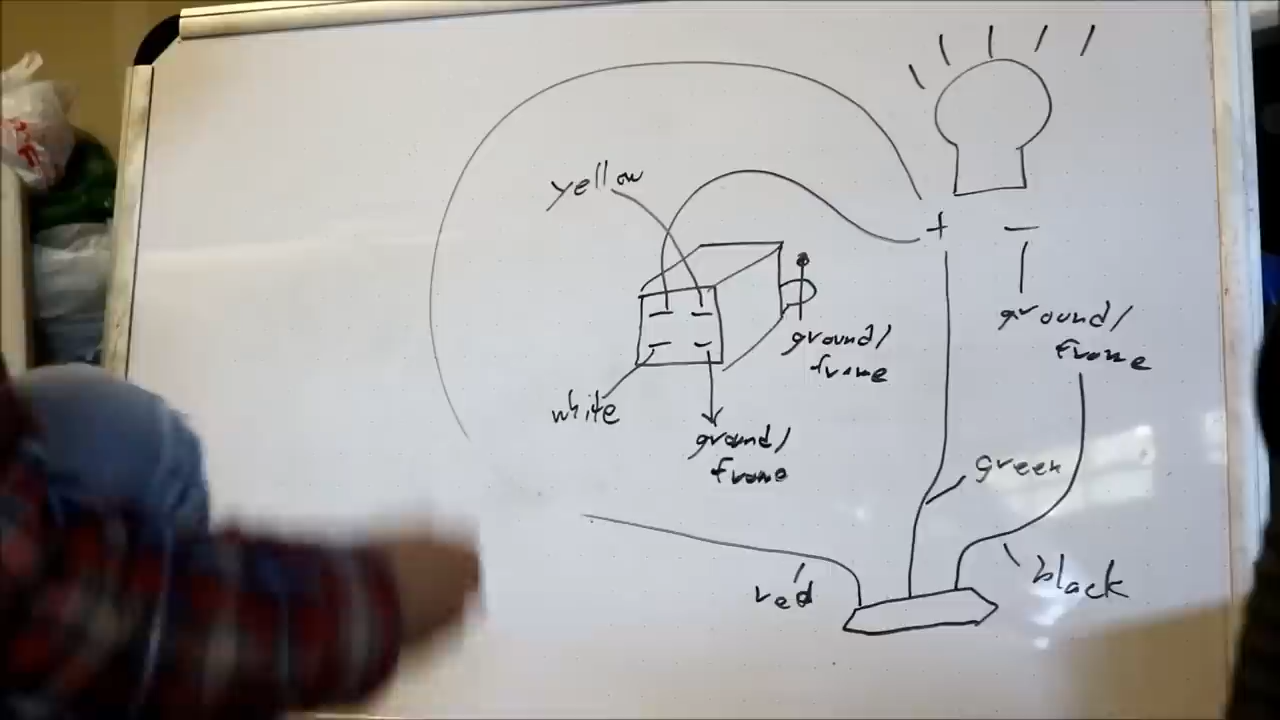 yellow
+ —
ground/
frame
ground/
frame
white
ground/
frame
green
red
black